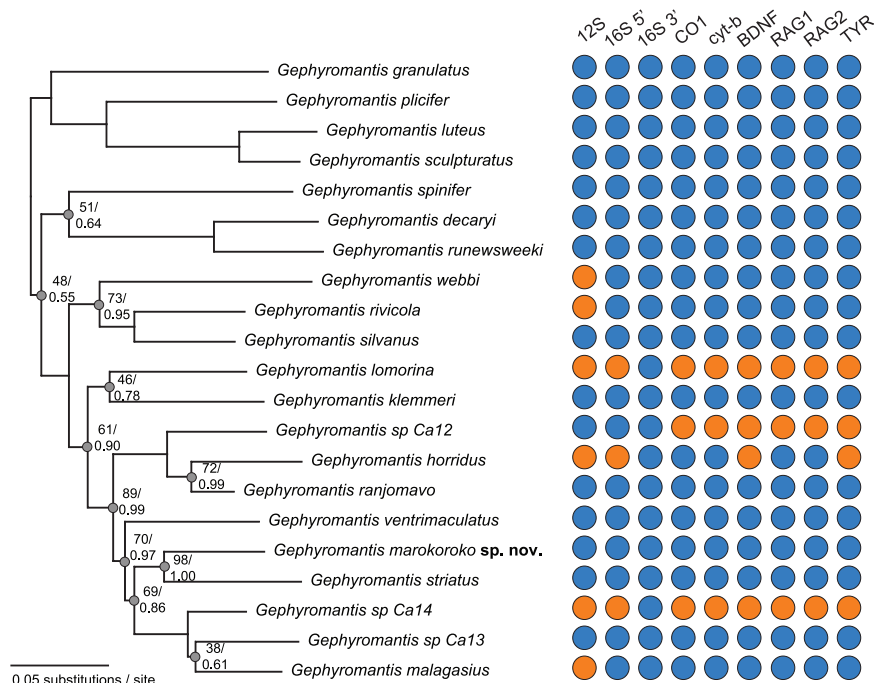 12S 16S 5' 16S 3' CO1 cyt-b BDNF RAG1 RAG2 TYR
Gephyromantis granulatus
Gephyromantis plicifer
Gephyromantis luteus
Gephyromantis sculpturatus
Gephyromantis spinifer
51/
0.64
Gephyromantis decaryi
Gephyromantis runewsweeki
48/
0.55
Gephyromantis webbi
73/
0.95
Gephyromantis rivicola
Gephyromantis silvanus
Gephyromantis lomorina
46/
0.78
Gephyromantis klemmeri
61/
0.90
Gephyromantis sp Ca12
Gephyromantis horridus
72/
0.99
Gephyromantis ranjomavo
89/
0.99
Gephyromantis ventrimaculatus
70/
0.97
Gephyromantis marokoroko sp. nov.
98/
1.00
Gephyromantis striatus
69/
0.86
Gephyromantis sp Ca14
Gephyromantis sp Ca13
38/
0.61
Gephyromantis malagasius
0.05 substitutions / site